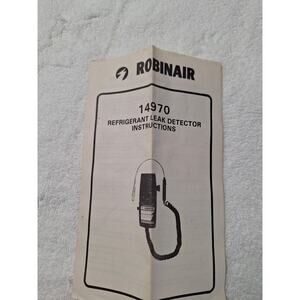 ROBINAIR
14970
REFRIGERANT LEAK DETECTOR
INSTRUCTIONS